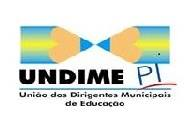 UNDIME PI
União dos Dirigentes Municipais
de Educação